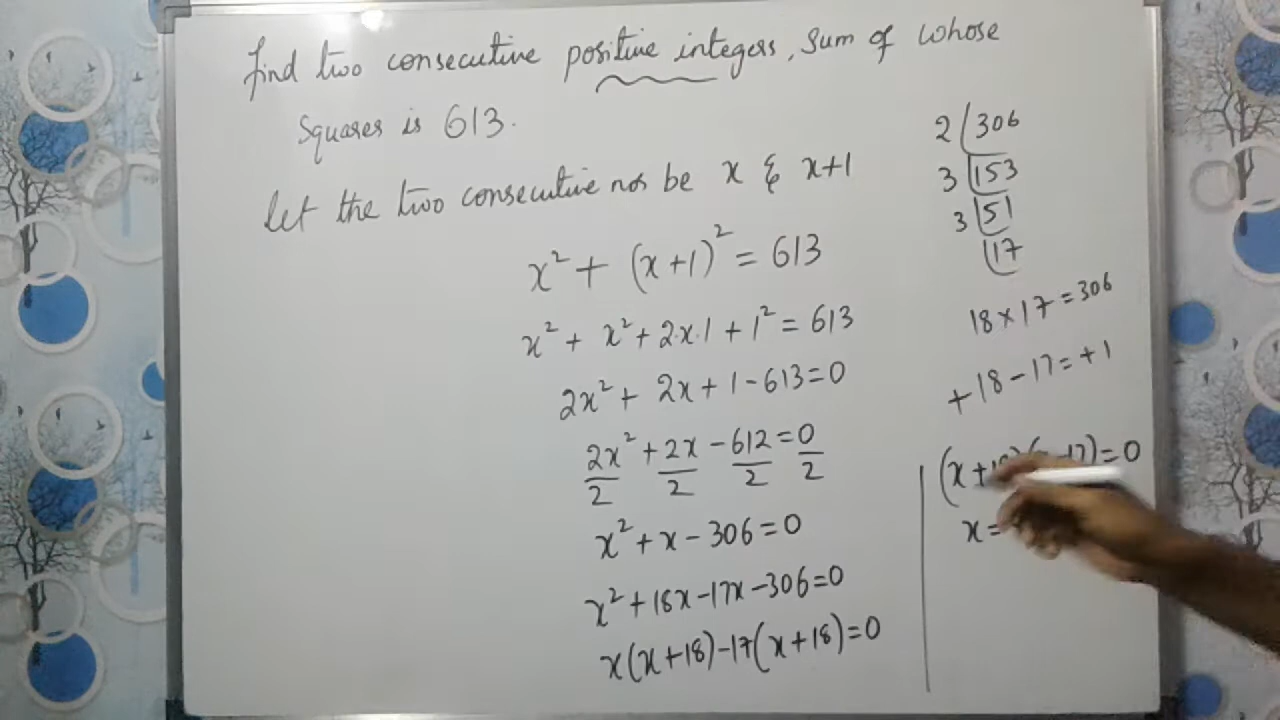 find two consecutive positive integers, sum of whose
squares is 613.
let the two consecutive nos be x & x+1
x² + (x+1)² = 613
x² + x² + 2·x·1 + 1² = 613
2x² + 2x + 1 - 613 = 0
2x²/2 + 2x/2 - 612/2 = 0/2
x² + x - 306 = 0
x² + 18x - 17x - 306 = 0
x(x+18) - 17(x+18) = 0
2 | 306
3 | 153
3 | 51
17
18 × 17 = 306
+18 - 17 = +1
(x + 17) = 0
x =